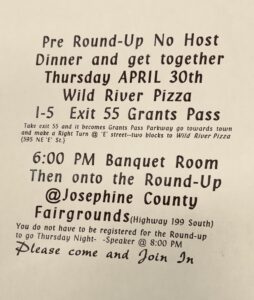 Pre Round-Up No Host
Dinner and get together
Thursday APRIL 30th
Wild River Pizza
I-5 Exit 55 Grants Pass
Take exit 55 and it becomes Grants Pass Parkway go towards town
and make a Right Turn @ "E" street-two blocks to Wild River Pizza
(595 NE "E" St.)
6:00 PM Banquet Room
Then onto the Round-Up
@Josephine County
Fairgrounds(Highway 199 South)
You do not have to be registered for the Round-up
to go Thursday Night- -Speaker @ 8:00 PM
Please come and Join In